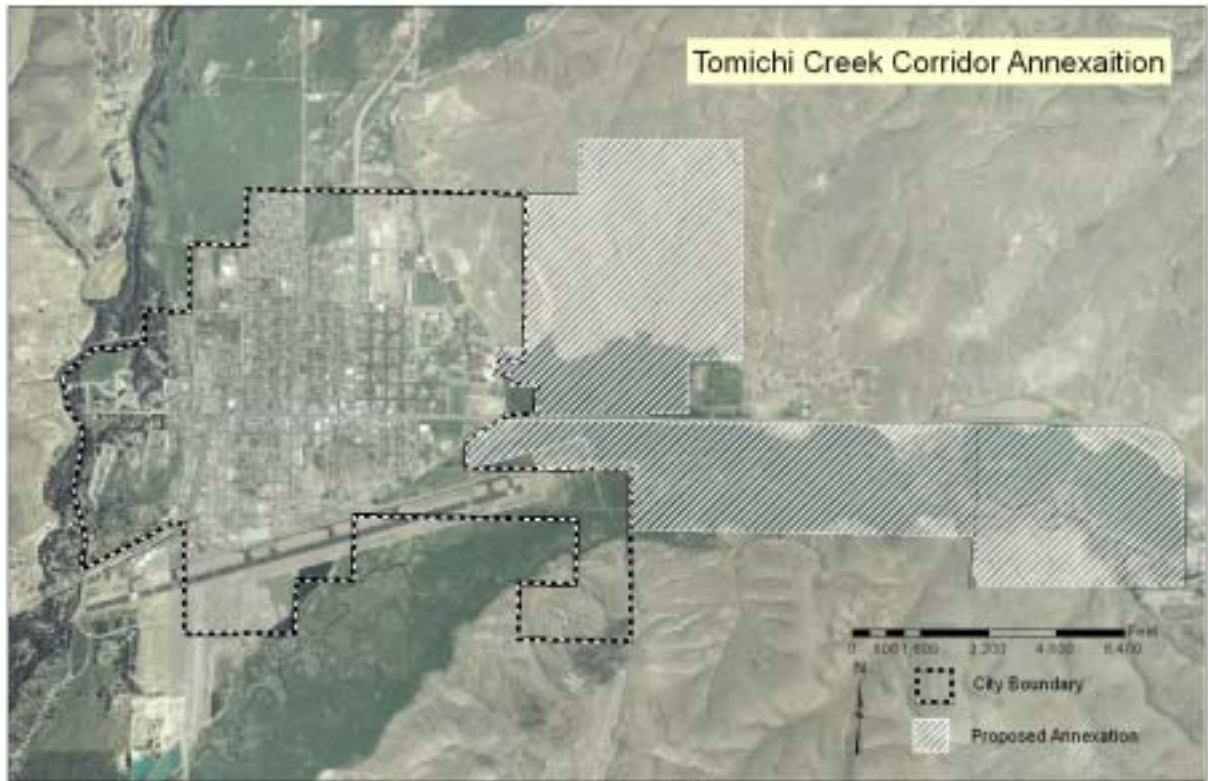 Tomichi Creek Corridor Annexaition
Feet
0 800 1,600 3,200 4,800 6,400
N
City Boundary
Proposed Annexation